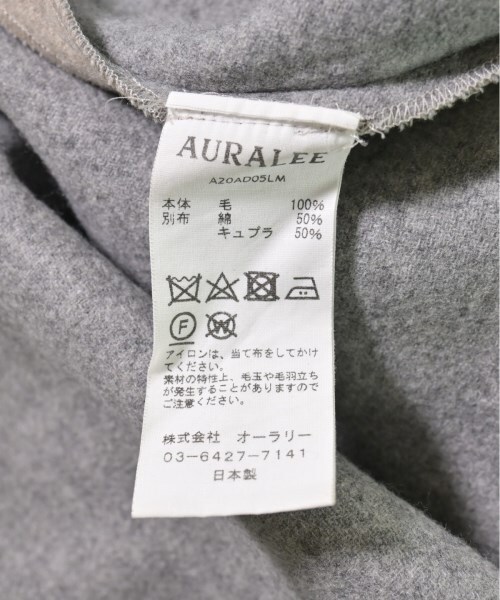 AURALEE
A20AD05LM
本体 毛 100%
別布 綿 50%
キュプラ 50%
F W
アイロンは、当て布をしてかけ
てください。
素材の特性上、毛玉や毛羽立ち
が発生することがありますので
ご注意ください。
株式会社 オーラリー
03-6427-7141
日本製